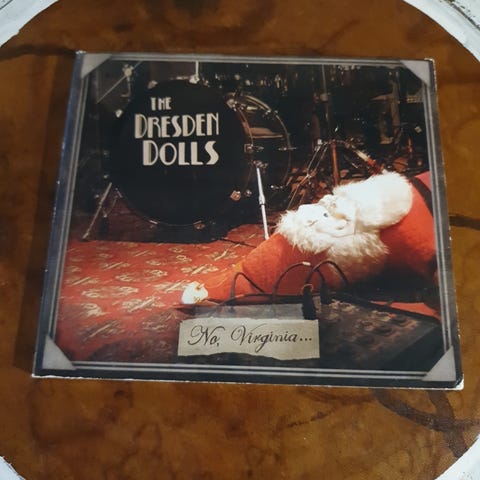 THE
DRESDEN
DOLLS
No, Virginia...